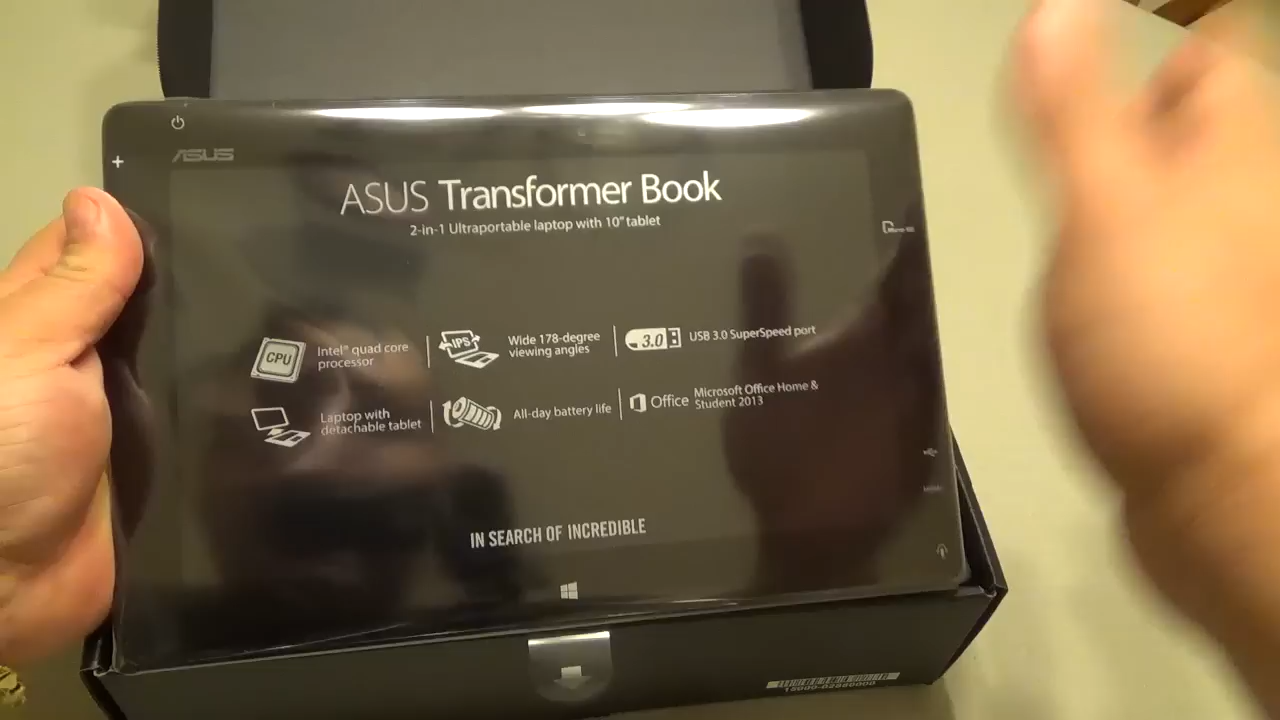 ASUS
ASUS Transformer Book
2-in-1 Ultraportable laptop with 10" tablet
CPU
Intel® quad core
processor
IPS
Wide 178-degree
viewing angles
3.0
USB 3.0 SuperSpeed port
Laptop with
detachable tablet
All-day battery life
Office
Microsoft Office Home &
Student 2013
IN SEARCH OF INCREDIBLE